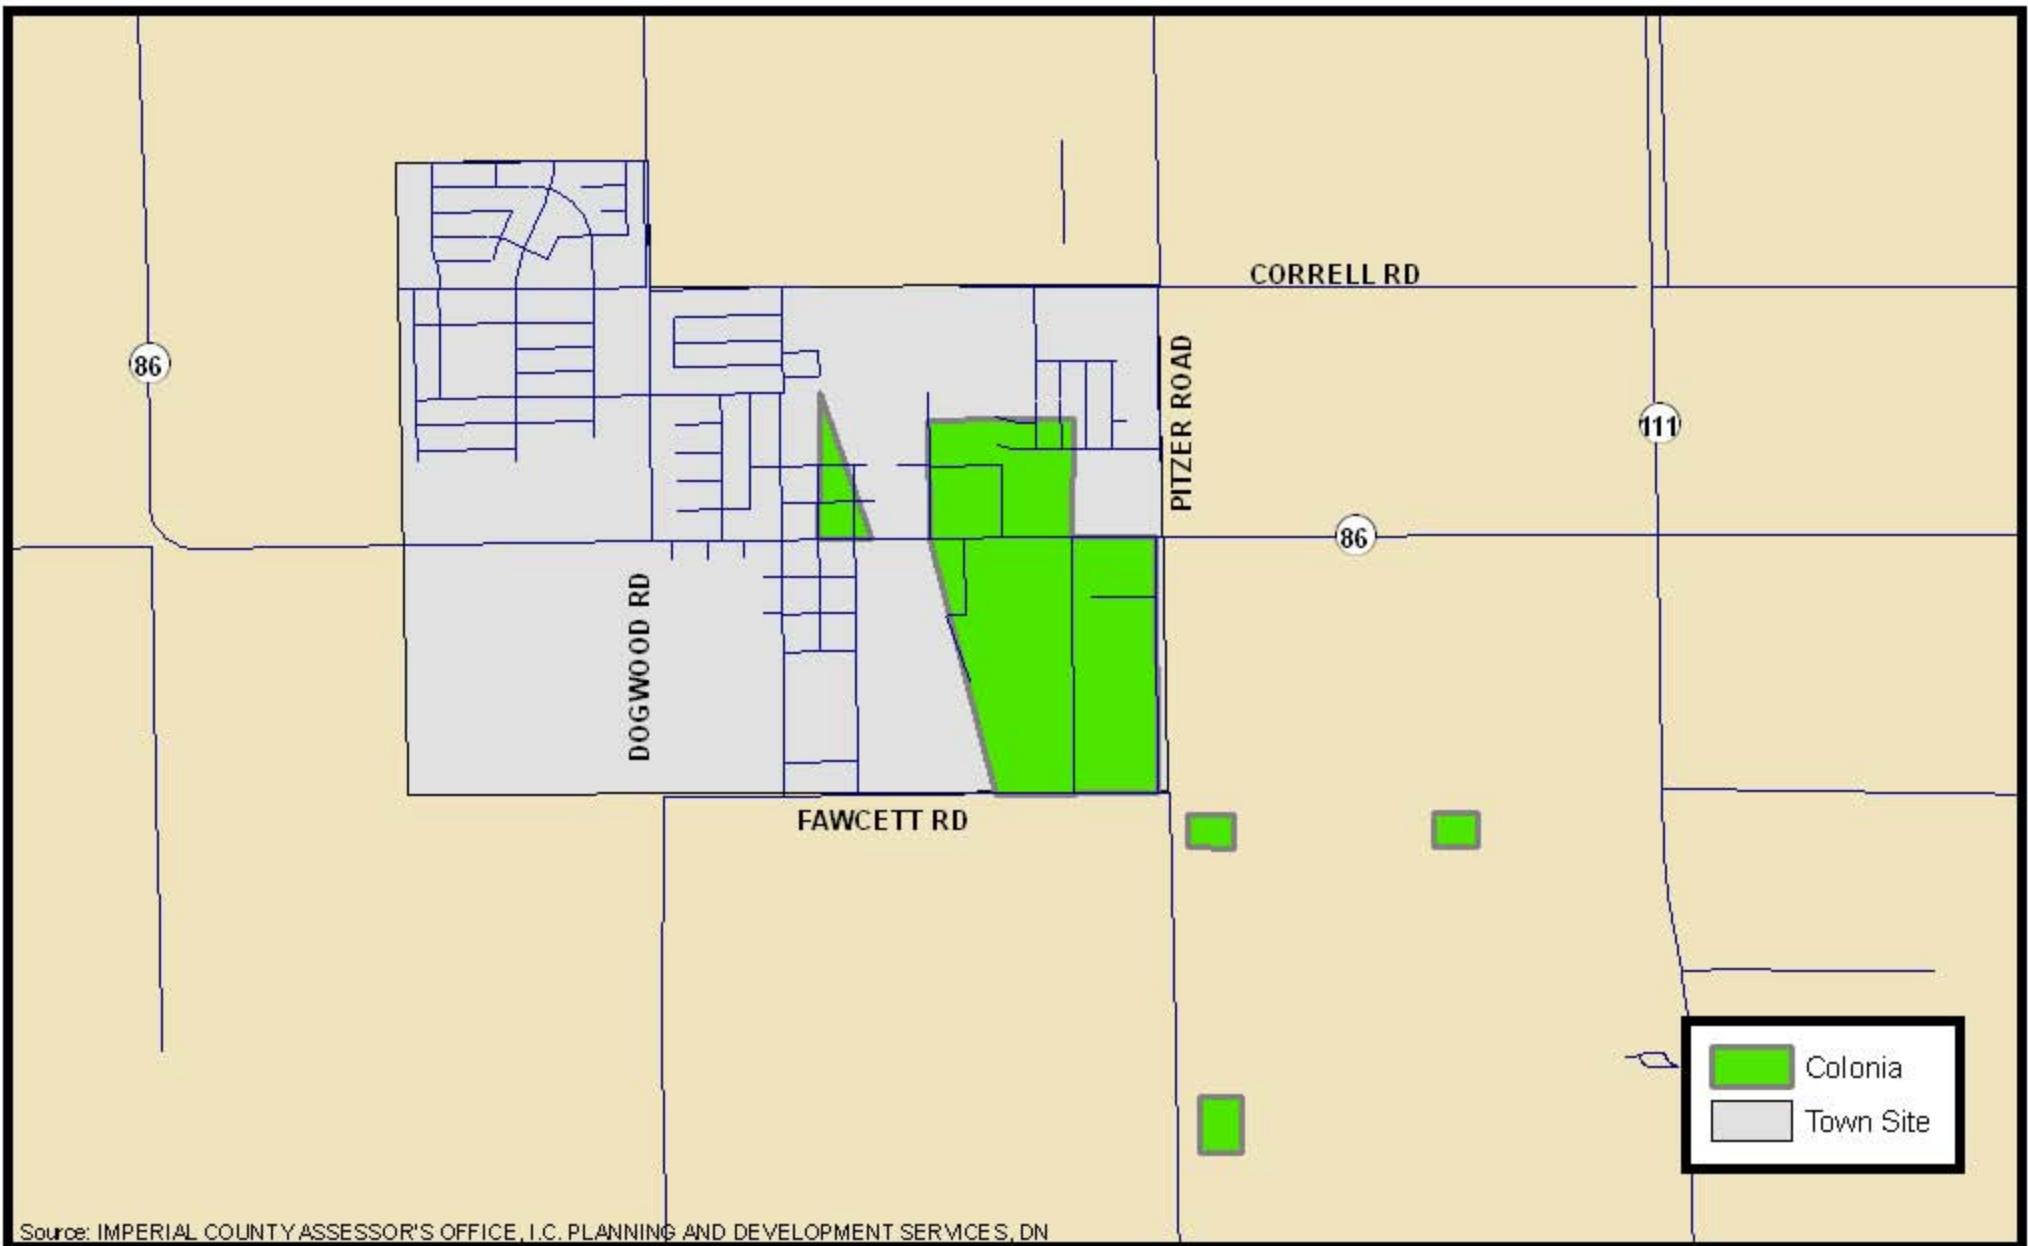 CORRELL RD
86
PITZER ROAD
111
86
DOGWOOD RD
FAWCETT RD
Colonia
Town Site
Source: IMPERIAL COUNTY ASSESSOR'S OFFICE, I.C. PLANNING AND DEVELOPMENT SERVICES, DN